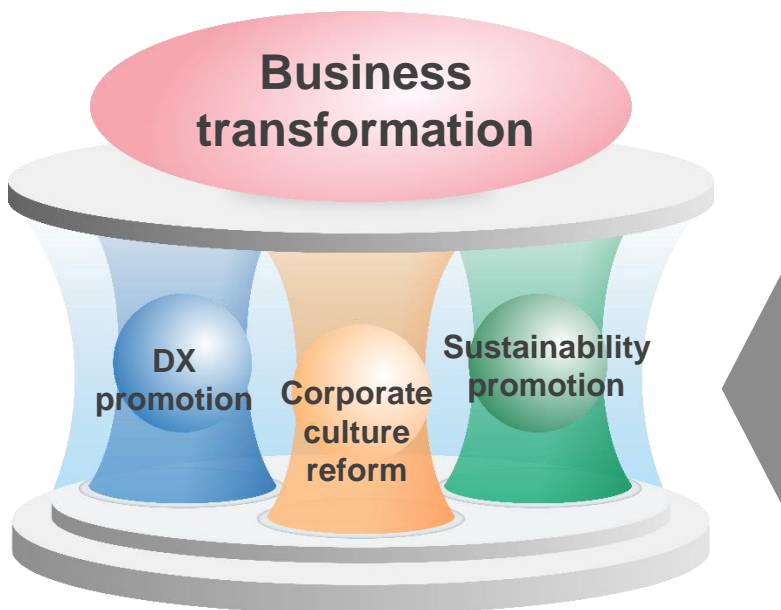 Business
transformation
DX
promotion
Corporate
culture
reform
Sustainability
promotion